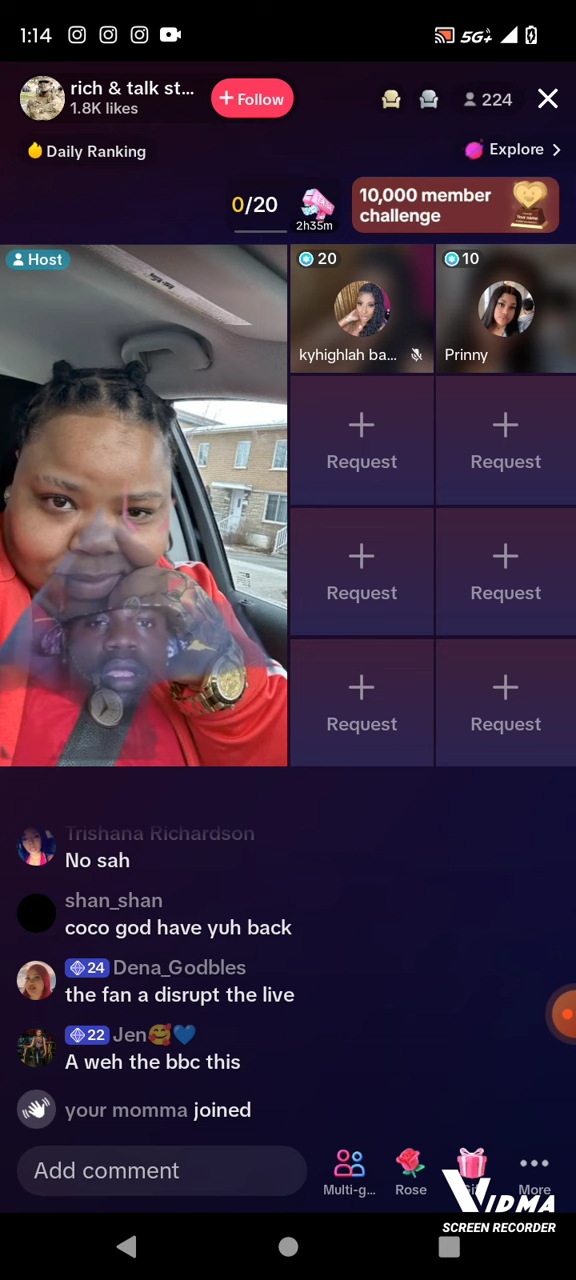 1:14
5G+
rich & talk st...
1.8K likes
+ Follow
224
Daily Ranking
Explore
0/20
2h35m
10,000 member
challenge
Host
20
10
kyhighlah ba...
Prinny
Request
Request
Request
Request
Request
Request
Trishana Richardson
No sah
shan_shan
coco god have yuh back
24 Dena_Godbles
the fan a disrupt the live
22 Jen🥰💙
A weh the bbc this
your momma joined
Add comment
Multi-g...
Rose
More
VIDMA
SCREEN RECORDER